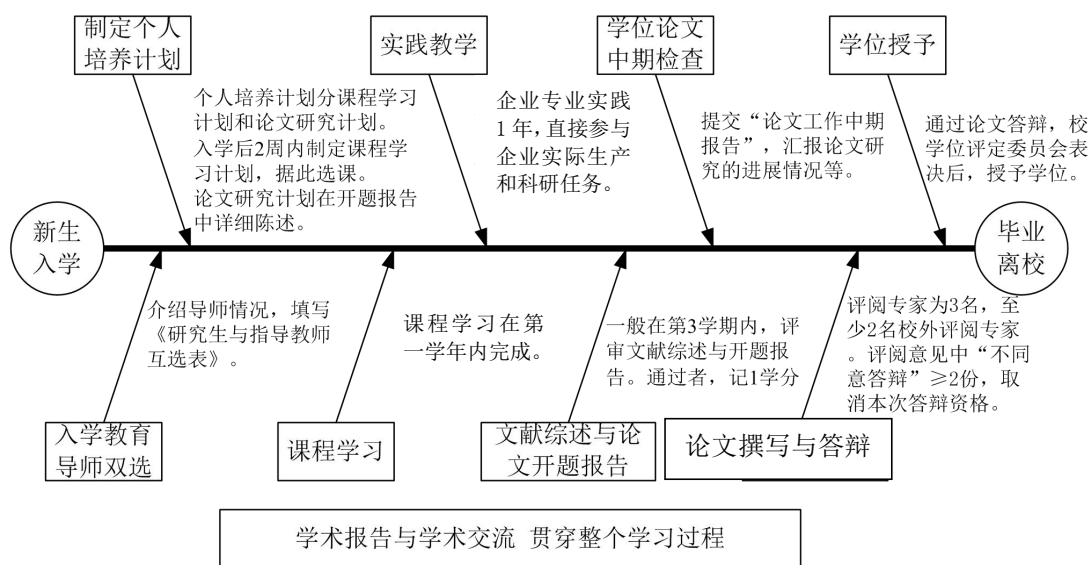 制定个人
培养计划
实践教学
学位论文
中期检查
学位授予
个人培养计划分课程学习
计划和论文研究计划。
入学后2周内制定课程学
习计划，据此选课。
论文研究计划在开题报告
中详细陈述。
企业专业实践
1年，直接参与
企业实际生产
和科研任务。
提交“论文工作中期
报告”，汇报论文研
究的进展情况等。
通过论文答辩，校
学位评定委员会表
决后，授予学位。
新生
入学
毕业
离校
介绍导师情况，填写
《研究生与指导教师
互选表》。
课程学习在第
一学年内完成。
一般在第3学期内，评
审文献综述与开题报
告。通过者，记1学分
评阅专家为3名，至
少2名校外评阅专家
。评阅意见中“不同
意答辩”≥2份，取
消本次答辩资格。
入学教育
导师双选
课程学习
文献综述与论
文开题报告
论文撰写与答辩
学术报告与学术交流 贯穿整个学习过程